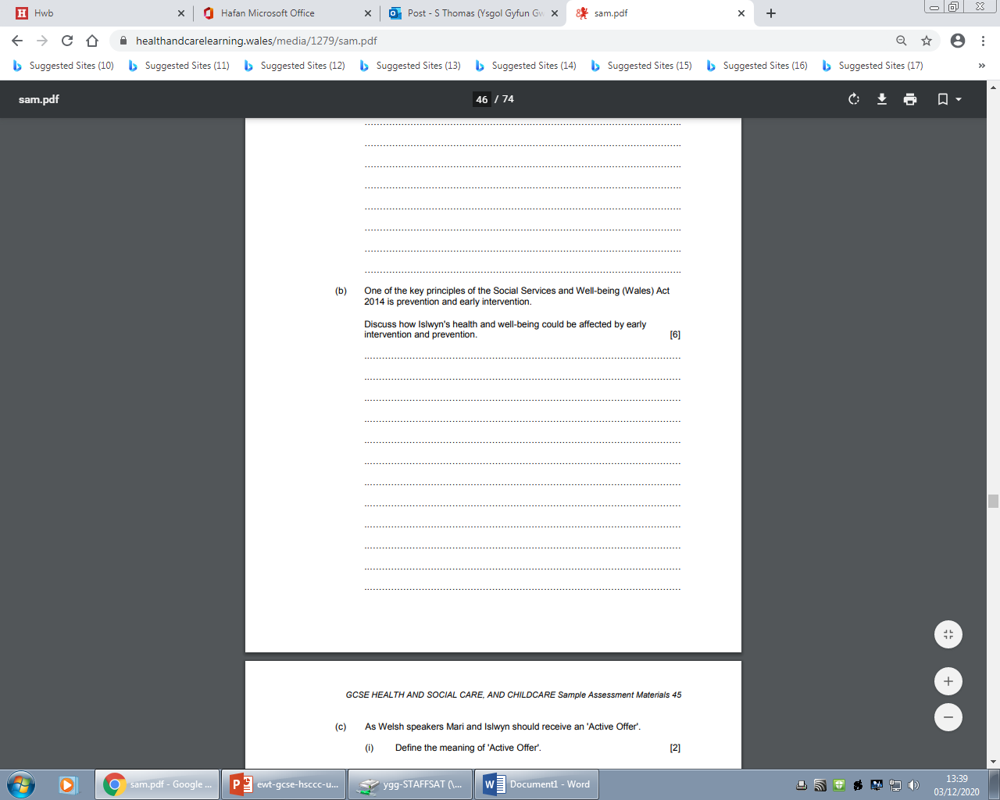 Hwb
Hafan Microsoft Office
Post - S Thomas (Ysgol Gyfun Gw
sam.pdf
healthandcarelearning.wales/media/1279/sam.pdf
Suggested Sites (10)
Suggested Sites (11)
Suggested Sites (12)
Suggested Sites (13)
Suggested Sites (14)
Suggested Sites (15)
Suggested Sites (16)
Suggested Sites (17)
sam.pdf
46 / 74
(b) One of the key principles of the Social Services and Well-being (Wales) Act
2014 is prevention and early intervention.
Discuss how Islwyn's health and well-being could be affected by early
intervention and prevention. [6]
GCSE HEALTH AND SOCIAL CARE, AND CHILDCARE Sample Assessment Materials 45
(c) As Welsh speakers Mari and Islwyn should receive an 'Active Offer'.
(i) Define the meaning of 'Active Offer'. [2]
sam.pdf - Google ...
ewt-gcse-hsccc-u...
ygg-STAFFSAT (\...
Document1 - Word
13:39
03/12/2020